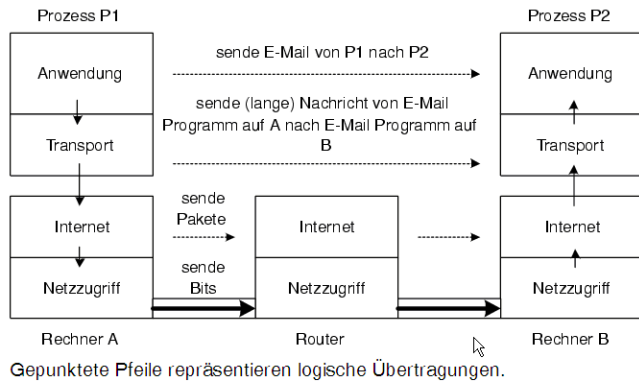 Prozess P1
Prozess P2
Anwendung
sende E-Mail von P1 nach P2
Anwendung
sende (lange) Nachricht von E-Mail
Programm auf A nach E-Mail Programm auf
B
Transport
Transport
sende
Pakete
Internet
Internet
Internet
sende
Bits
Netzzugriff
Netzzugriff
Netzzugriff
Rechner A
Router
Rechner B
Gepunktete Pfeile repräsentieren logische Übertragungen.